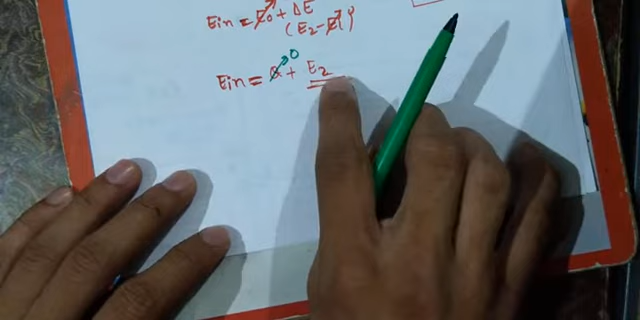 Ein = E0 + ΔE
(E2 - E1)
Ein = Q + E2
0